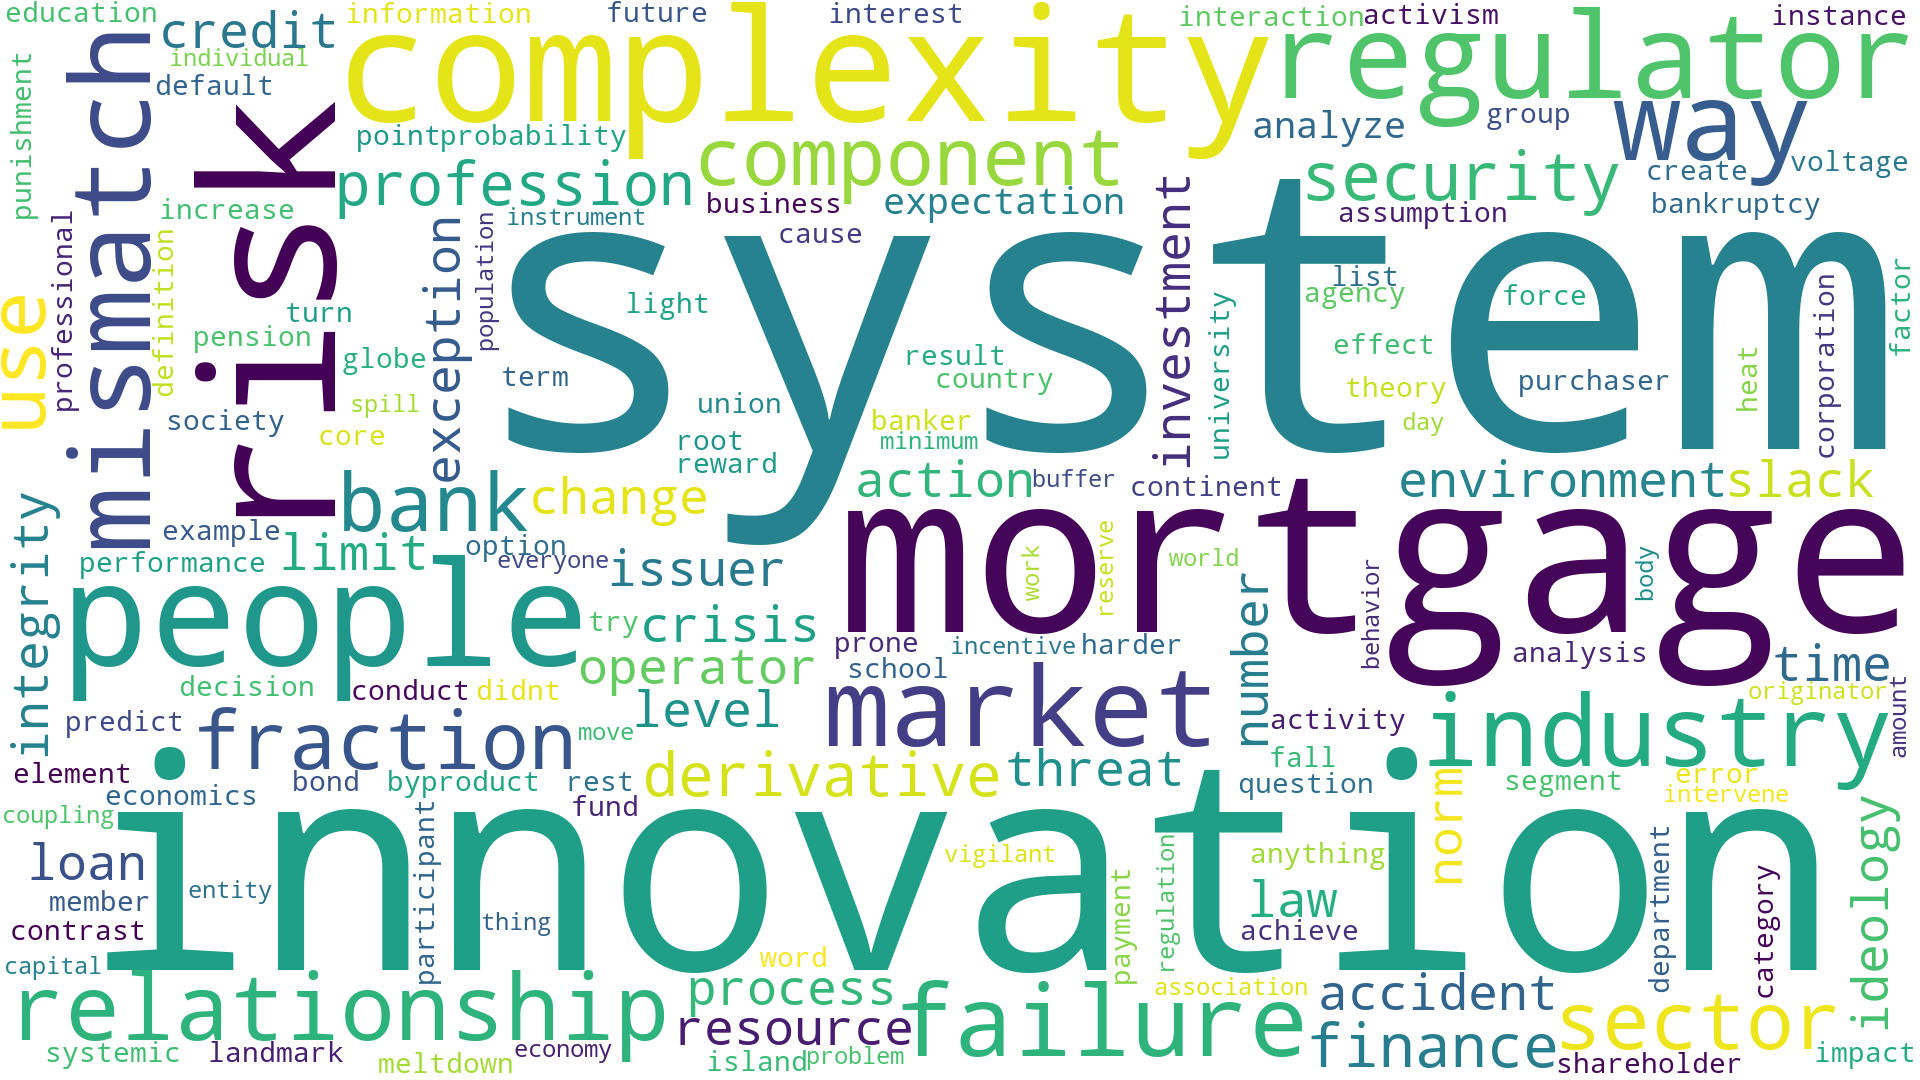 education
credit
information
future
interest
interaction
activism
instance
individual
default
complexity
regulator
punishment
mismatch
risk
pointprobability
component
analyze
group
way
security
create
voltage
profession
increase
business
expectation
assumption
bankruptcy
professional
definition
instrument
cause
investment
population
exception
system
list
agency
force
factor
turn
light
pension
globe
university
corporation
use
term
result
country
effect
theory
purchaser
heat
society
spill
core
union
banker
minimum
root
reward
day
bank
change
action
buffer
continent
environment
slack
integrity
example
option
mortgage
performance
limit
everyone
issuer
work
reserve
world
number
behavior
body
people
try
crisis
prone
incentive
harder
operator
school
analysis
time
decision
conduct
didnt
level
market
originator
amount
predict
fraction
move
activity
industry
element
economics
bond
byproduct
rest
derivative
threat
fall
question
segment
error
intervene
norm
coupling
fund
participant
innovation
loan
vigilant
regulation
anything
ideology
member
entity
thing
payment
law
department
category
contrast
achieve
capital
word
relationship
process
failure
association
accident
sector
resource
finance
systemic
landmark
meltdown
economy
island
problem
shareholder
impact